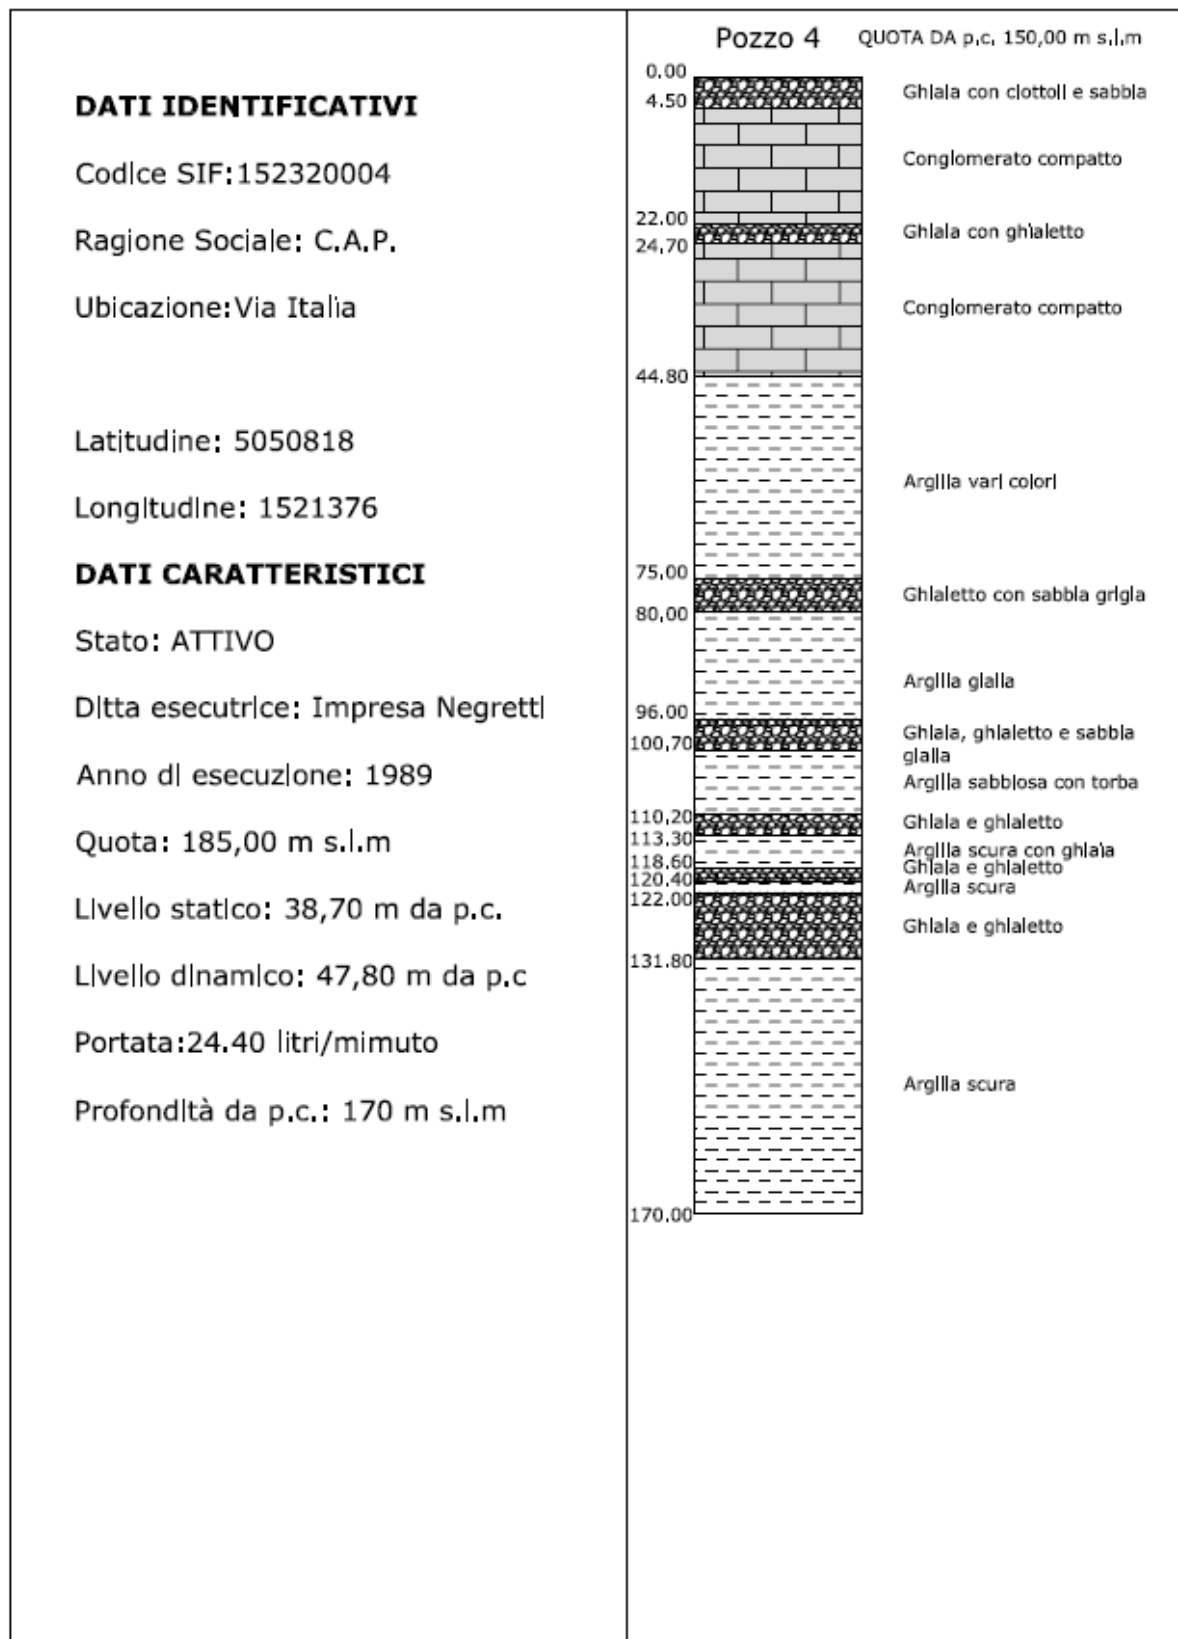 DATI IDENTIFICATIVI
Codice SIF:152320004
Ragione Sociale: C.A.P.
Ubicazione:Via Italia
Latitudine: 5050818
Longitudine: 1521376
DATI CARATTERISTICI
Stato: ATTIVO
Ditta esecutrice: Impresa Negretti
Anno di esecuzione: 1989
Quota: 185,00 m s.l.m
Livello statico: 38,70 m da p.c.
Livello dinamico: 47,80 m da p.c
Portata:24.40 litri/mimuto
Profondità da p.c.: 170 m s.l.m
Pozzo 4 QUOTA DA p.c. 150,00 m s.l.m
0.00
Ghiaia con ciottoli e sabbia
4.50
Conglomerato compatto
22.00
Ghiaia con ghiaietto
24,70
Conglomerato compatto
44.80
Argilla vari colori
75,00
Ghiaietto con sabbia grigia
80,00
Argilla gialla
96.00
Ghiaia, ghiaietto e sabbia
gialla
100,70
Argilla sabbiosa con torba
110,20
Ghiaia e ghiaietto
113.30
Argilla scura con ghiaia
118.60
Ghiaia e ghiaietto
120.40
Argilla scura
122.00
Ghiaia e ghiaietto
131.80
Argilla scura
170.00